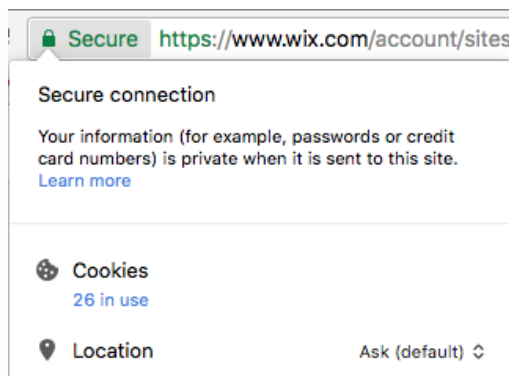 Secure https://www.wix.com/account/sites
Secure connection
Your information (for example, passwords or credit
card numbers) is private when it is sent to this site.
Learn more
Cookies
26 in use
Location Ask (default)